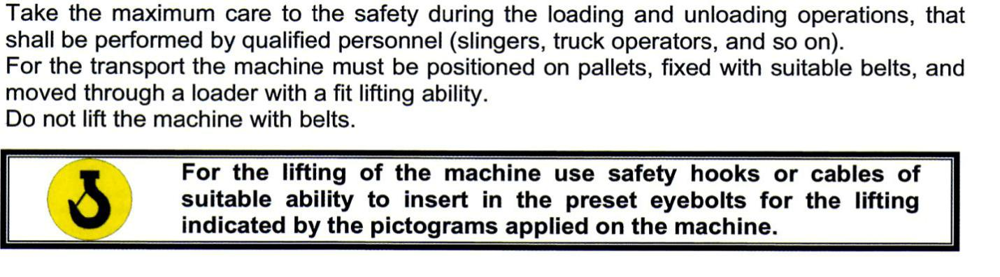 Take the maximum care to the safety during the loading and unloading operations, that
shall be performed by qualified personnel (slingers, truck operators, and so on).
For the transport the machine must be positioned on pallets, fixed with suitable belts, and
moved through a loader with a fit lifting ability.
Do not lift the machine with belts.
For the lifting of the machine use safety hooks or cables of
suitable ability to insert in the preset eyebolts for the lifting
indicated by the pictograms applied on the machine.